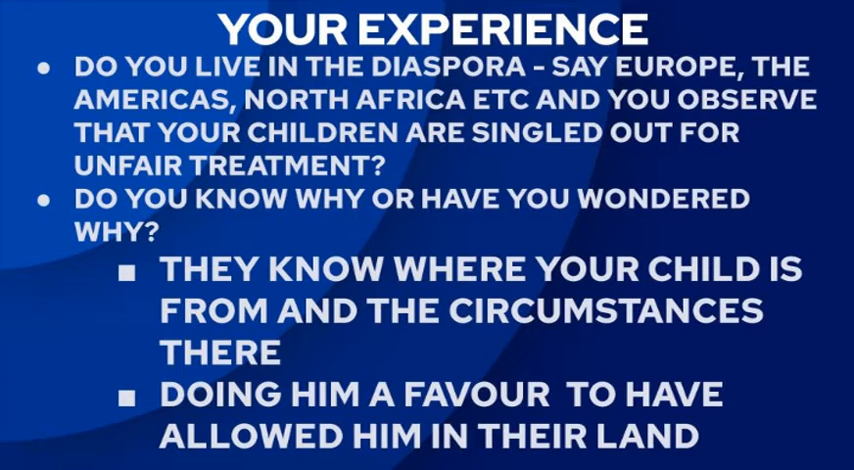 YOUR EXPERIENCE
● DO YOU LIVE IN THE DIASPORA - SAY EUROPE, THE
AMERICAS, NORTH AFRICA ETC AND YOU OBSERVE
THAT YOUR CHILDREN ARE SINGLED OUT FOR
UNFAIR TREATMENT?
● DO YOU KNOW WHY OR HAVE YOU WONDERED
WHY?
■ THEY KNOW WHERE YOUR CHILD IS
FROM AND THE CIRCUMSTANCES
THERE
■ DOING HIM A FAVOUR TO HAVE
ALLOWED HIM IN THEIR LAND